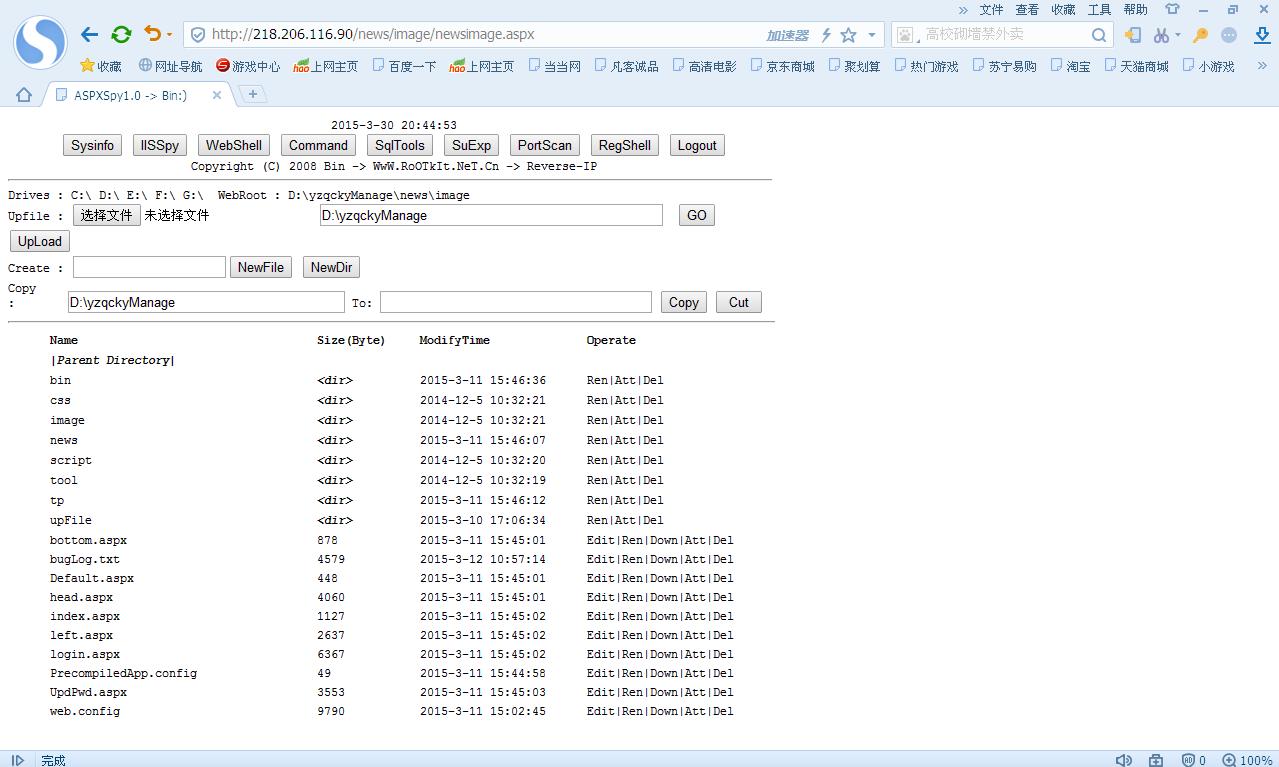 » 文件 查看 收藏 工具 帮助
http://218.206.116.90/news/image/newsimage.aspx 加速器 高校砌墙禁外卖
收藏 网址导航 游戏中心 上网主页 百度一下 上网主页 当当网 凡客诚品 高清电影 京东商城 聚划算 热门游戏 苏宁易购 淘宝 天猫商城 小游戏 »
ASPXSpy1.0 -> Bin:)
2015-3-30 20:44:53
Sysinfo IISSpy WebShell Command SqlTools SuExp PortScan RegShell Logout
Copyright (C) 2008 Bin -> WwW.RoOTkIt.NeT.Cn -> Reverse-IP
Drives : C:\ D:\ E:\ F:\ G:\ WebRoot : D:\yzqckyManage\news\image
Upfile : 选择文件 未选择文件 D:\yzqckyManage GO
UpLoad
Create : NewFile NewDir
Copy : D:\yzqckyManage To: Copy Cut
Name Size(Byte) ModifyTime Operate
|Parent Directory|
bin <dir> 2015-3-11 15:46:36 Ren|Att|Del
css <dir> 2014-12-5 10:32:21 Ren|Att|Del
image <dir> 2014-12-5 10:32:21 Ren|Att|Del
news <dir> 2015-3-11 15:46:07 Ren|Att|Del
script <dir> 2014-12-5 10:32:20 Ren|Att|Del
tool <dir> 2014-12-5 10:32:19 Ren|Att|Del
tp <dir> 2015-3-11 15:46:12 Ren|Att|Del
upFile <dir> 2015-3-10 17:06:34 Ren|Att|Del
bottom.aspx 878 2015-3-11 15:45:01 Edit|Ren|Down|Att|Del
bugLog.txt 4579 2015-3-12 10:57:14 Edit|Ren|Down|Att|Del
Default.aspx 448 2015-3-11 15:45:01 Edit|Ren|Down|Att|Del
head.aspx 4060 2015-3-11 15:45:01 Edit|Ren|Down|Att|Del
index.aspx 1127 2015-3-11 15:45:02 Edit|Ren|Down|Att|Del
left.aspx 2637 2015-3-11 15:45:02 Edit|Ren|Down|Att|Del
login.aspx 6367 2015-3-11 15:45:02 Edit|Ren|Down|Att|Del
PrecompiledApp.config 49 2015-3-11 15:44:58 Edit|Ren|Down|Att|Del
UpdPwd.aspx 3553 2015-3-11 15:45:03 Edit|Ren|Down|Att|Del
web.config 9790 2015-3-11 15:02:45 Edit|Ren|Down|Att|Del
完成 0 100%